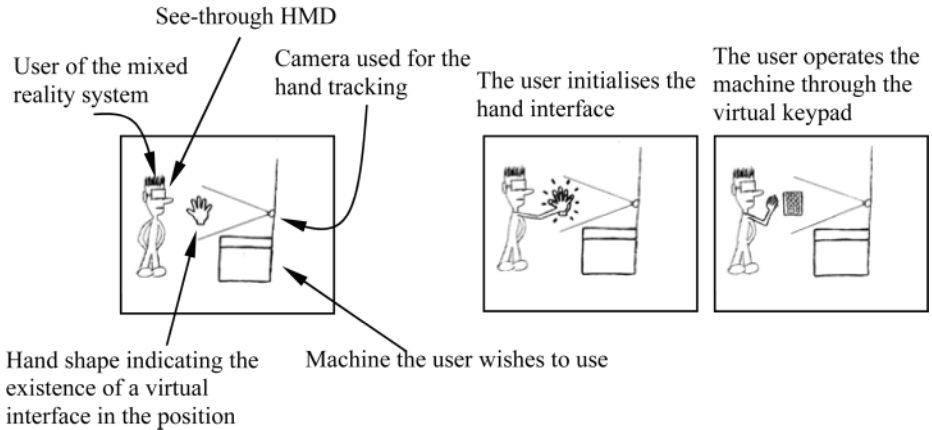 See-through HMD
User of the mixed
reality system
Camera used for the
hand tracking
The user initialises the
hand interface
The user operates the
machine through the
virtual keypad
Hand shape indicating the
existence of a virtual
interface in the position
Machine the user wishes to use